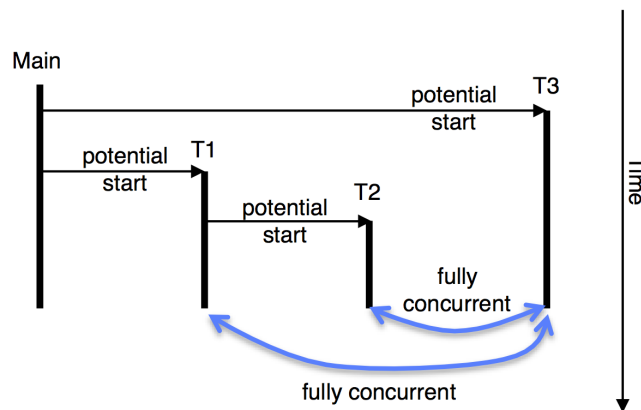 Main
T3
potential
start
potential
start
T1
T2
potential
start
Time
fully
concurrent
fully concurrent